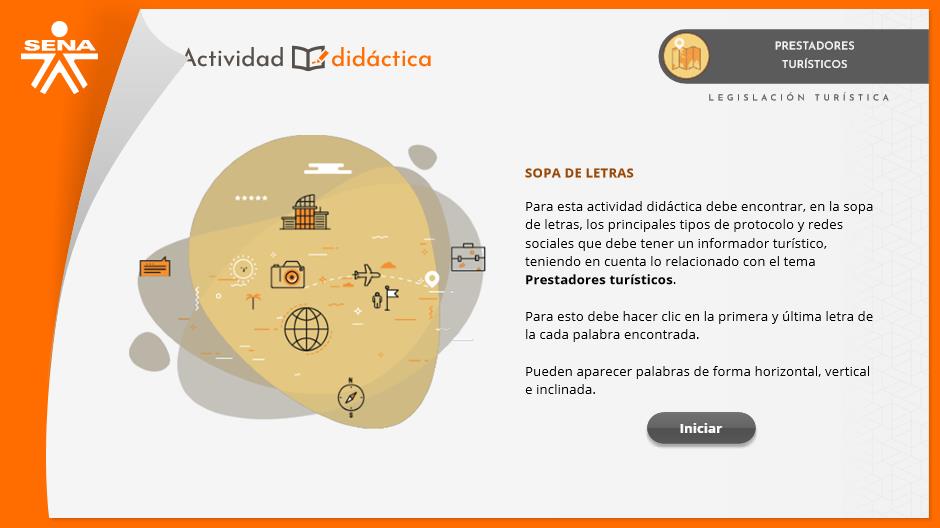 SENA
Actividad didáctica
PRESTADORES
TURÍSTICOS
LEGISLACIÓN TURÍSTICA
SOPA DE LETRAS
Para esta actividad didáctica debe encontrar, en la sopa
de letras, los principales tipos de protocolo y redes
sociales que debe tener un informador turístico,
teniendo en cuenta lo relacionado con el tema
Prestadores turísticos.
Para esto debe hacer clic en la primera y última letra de
la cada palabra encontrada.
Pueden aparecer palabras de forma horizontal, vertical
e inclinada.
Iniciar
N
S